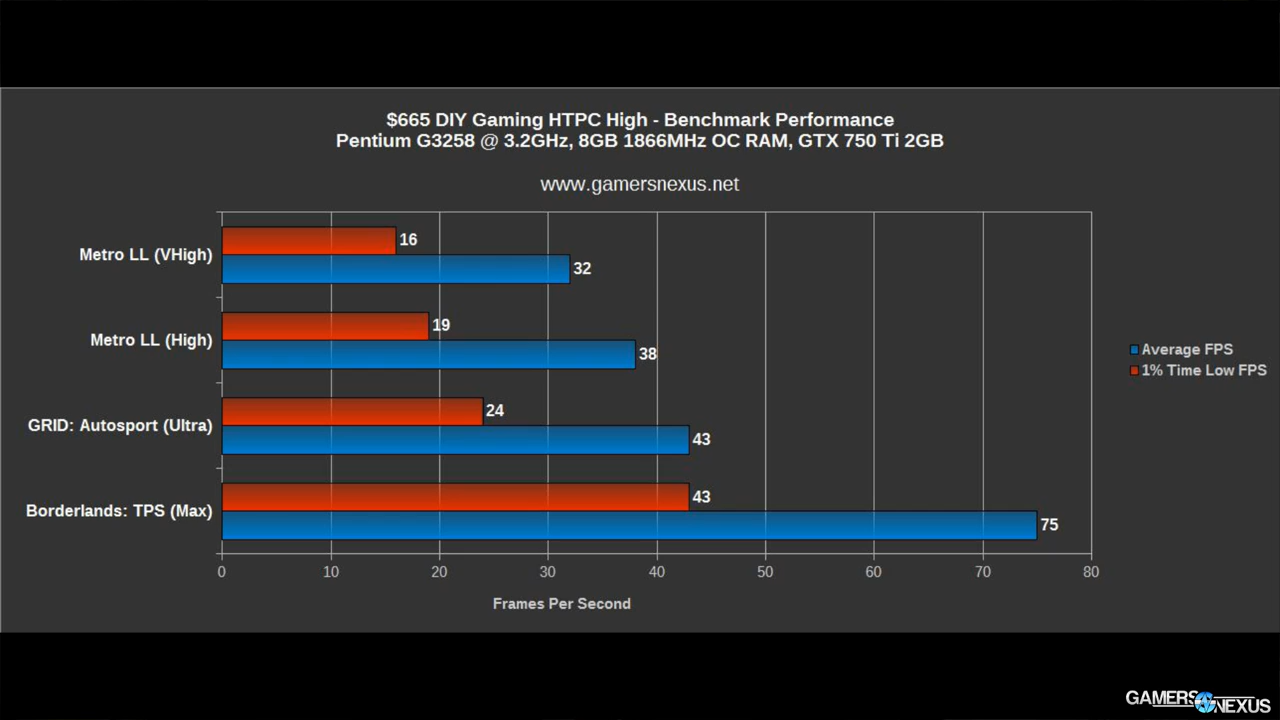 $665 DIY Gaming HTPC High - Benchmark Performance
Pentium G3258 @ 3.2GHz, 8GB 1866MHz OC RAM, GTX 750 Ti 2GB
www.gamersnexus.net
Metro LL (VHigh)
16
32
Metro LL (High)
19
38
GRID: Autosport (Ultra)
24
43
Borderlands: TPS (Max)
43
75
Average FPS
1% Time Low FPS
0 10 20 30 40 50 60 70 80
Frames Per Second
GAMERS NEXUS